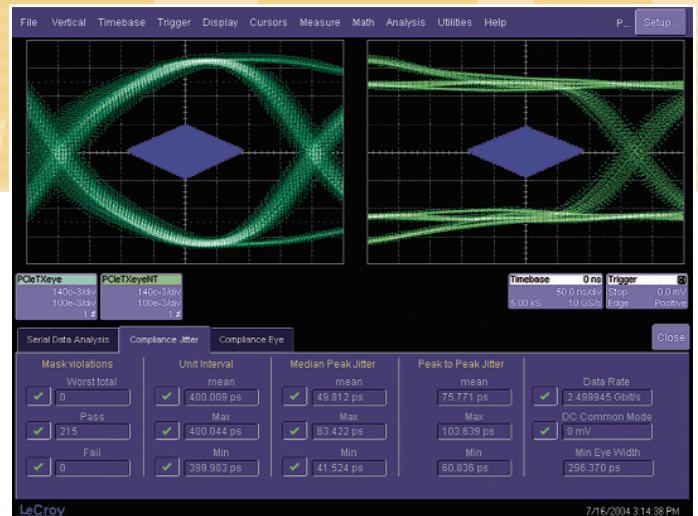 File Vertical Timebase Trigger Display Cursors Measure Math Analysis Utilities Help P... Setup...
PCIeTXeye PCIeTXeyeNT Timebase 0 ns Trigger
140e-3/div 140e-3/div 50.0 ns/div Stop 0.0 mV
100e-3/div 100e-3/div 5.00 kS 10 GS/s Edge Positive
1 # 1 #
Serial Data Analysis Compliance Jitter Compliance Eye Close
Mask violations Unit Interval Median Peak Jitter Peak to Peak Jitter
Worst total mean mean mean Data Rate
0 400.009 ps 49.812 ps 75.771 ps 2.499945 Gbit/s
Pass Max Max Max DC Common Mode
215 400.044 ps 63.422 ps 103.639 ps 0 mV
Fail Min Min Min Min Eye Width
0 399.983 ps 41.524 ps 60.836 ps 296.370 ps
LeCroy 7/16/2004 3:14:38 PM